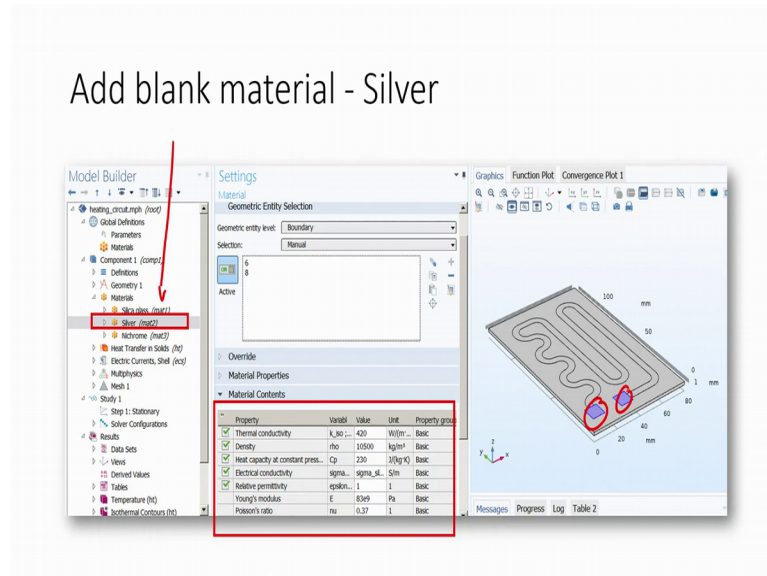 Add blank material - Silver
Model Builder
heating_circuit.mph (root)
Global Definitions
Parameters
Materials
Component 1 (comp1)
Definitions
Geometry 1
Materials
Silica glass (mat1)
Silver (mat2)
Nichrome (mat3)
Heat Transfer in Solids (ht)
Electric Currents, Shell (ecs)
Multiphysics
Mesh 1
Study 1
Step 1: Stationary
Solver Configurations
Results
Data Sets
Views
Derived Values
Tables
Temperature (ht)
Isothermal Contours (ht)
Settings
Material
Geometric Entity Selection
Geometric entity level: Boundary
Selection: Manual
6
8
Active
Override
Material Properties
Material Contents
Property Variabl Value Unit Property group
Thermal conductivity k_iso ;... 420 W/(m·... Basic
Density rho 10500 kg/m³ Basic
Heat capacity at constant press... Cp 230 J/(kg·K) Basic
Electrical conductivity sigma... sigma_sil... S/m Basic
Relative permittivity epsilon... 1 1 Basic
Young's modulus E 83e9 Pa Basic
Poisson's ratio nu 0.37 1 Basic
Graphics Function Plot Convergence Plot 1
100
mm
50
0
1 mm
80
60
40
20 mm
0
z
y x
Messages Progress Log Table 2